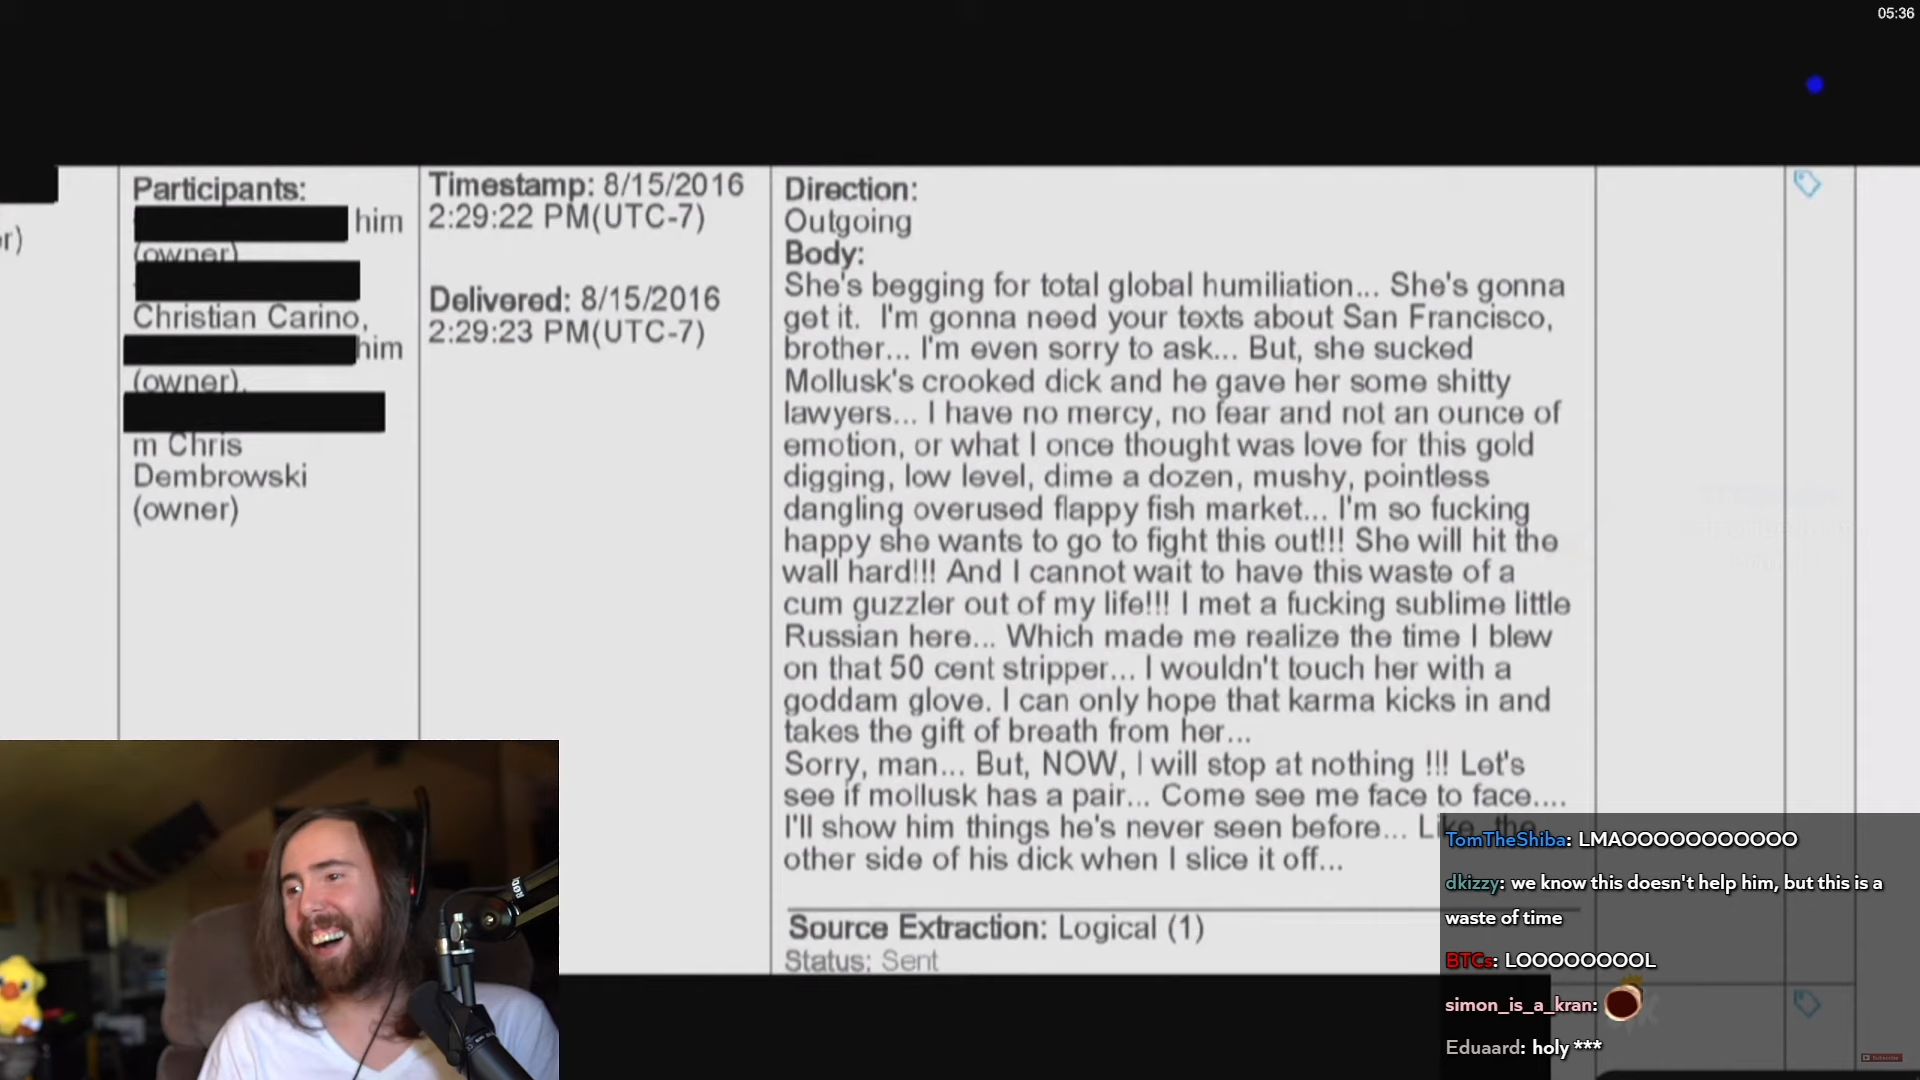 05:36
r)
Participants:
him
(owner)
Christian Carino,
him
(owner),
m Chris
Dembrowski
(owner)
Timestamp: 8/15/2016
2:29:22 PM(UTC-7)
Delivered: 8/15/2016
2:29:23 PM(UTC-7)
Direction:
Outgoing
Body:
She's begging for total global humiliation... She's gonna
get it. I'm gonna need your texts about San Francisco,
brother... I'm even sorry to ask... But, she sucked
Mollusk's crooked dick and he gave her some shitty
lawyers... I have no mercy, no fear and not an ounce of
emotion, or what I once thought was love for this gold
digging, low level, dime a dozen, mushy, pointless
dangling overused flappy fish market... I'm so fucking
happy she wants to go to fight this out!!! She will hit the
wall hard!!! And I cannot wait to have this waste of a
cum guzzler out of my life!!! I met a fucking sublime little
Russian here... Which made me realize the time I blew
on that 50 cent stripper... I wouldn't touch her with a
goddam glove. I can only hope that karma kicks in and
takes the gift of breath from her...
Sorry, man... But, NOW, I will stop at nothing !!! Let's
see if mollusk has a pair... Come see me face to face....
I'll show him things he's never seen before... Like, the
other side of his dick when I slice it off...
Source Extraction: Logical (1)
Status: Sent
RØDE
TomTheShiba: LMAOOOOOOOOOOO
dkizzy: we know this doesn't help him, but this is a
waste of time
BTCs: LOOOOOOOOL
simon_is_a_kran:
Eduaard: holy ***
Subscribe